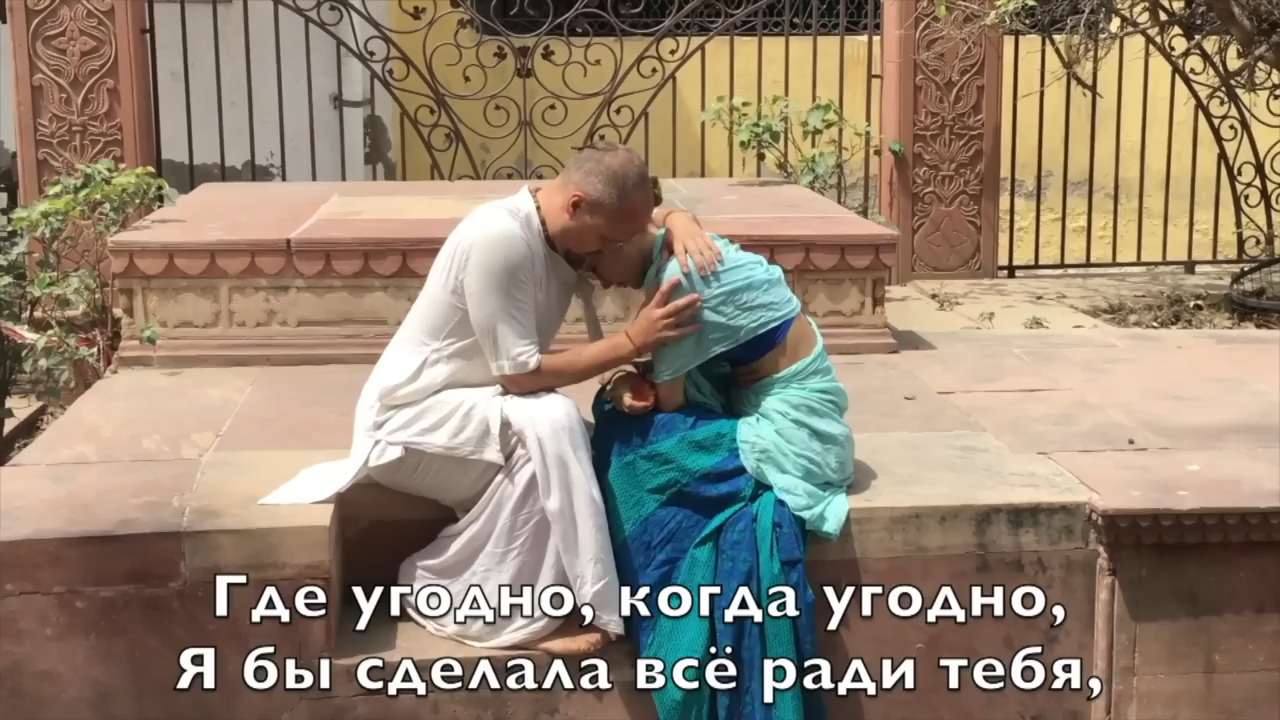 Где угодно, когда угодно,
Я бы сделала всё ради тебя,